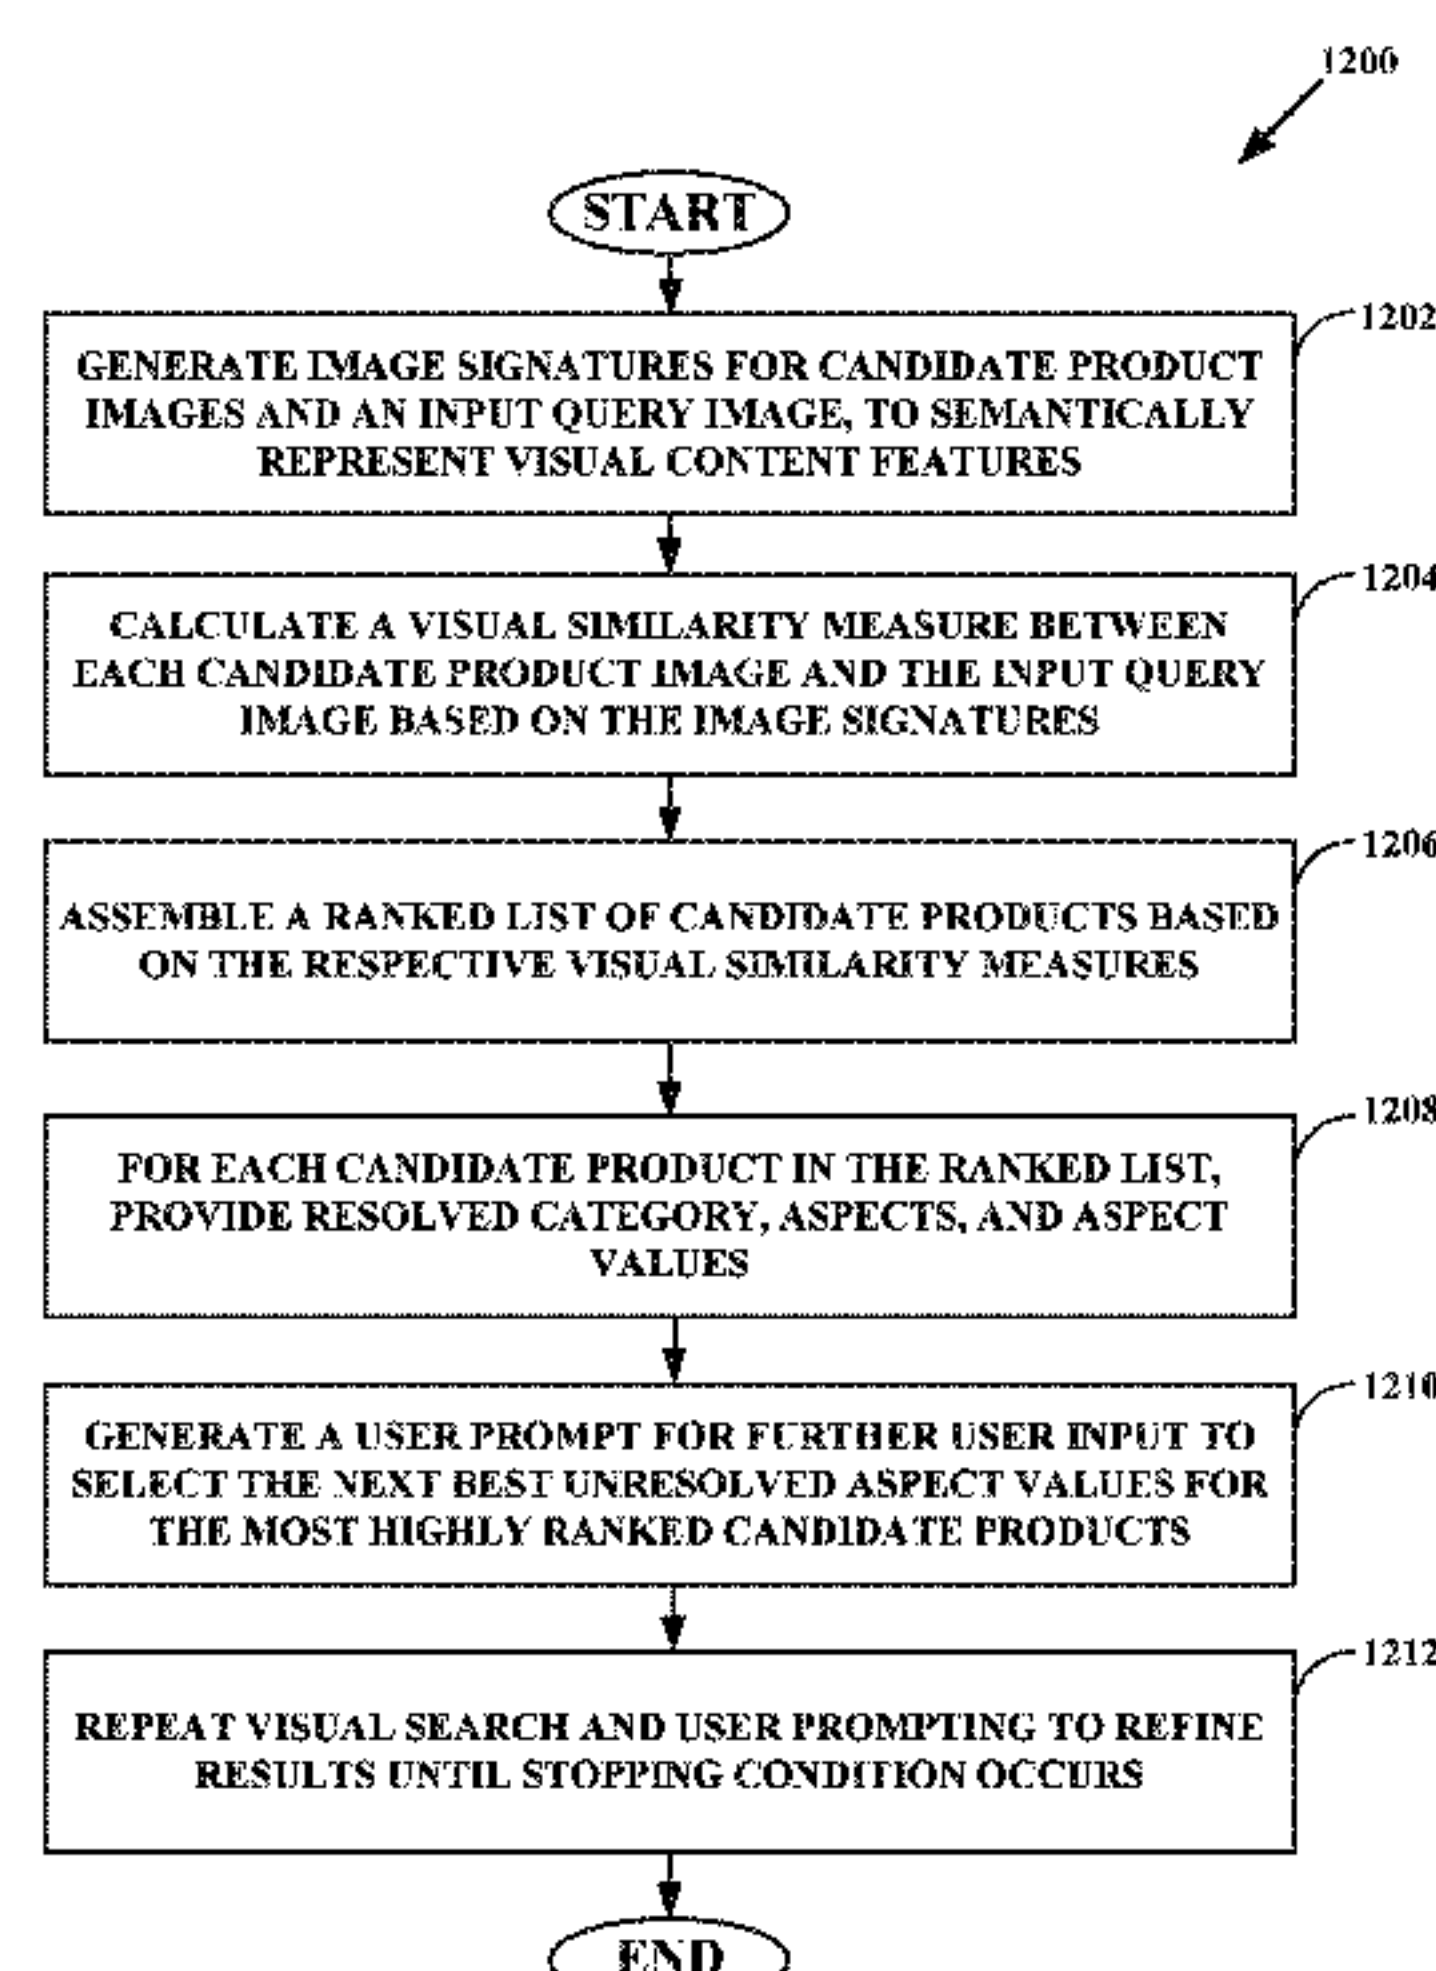 1200
START
1202
GENERATE IMAGE SIGNATURES FOR CANDIDATE PRODUCT
IMAGES AND AN INPUT QUERY IMAGE, TO SEMANTICALLY
REPRESENT VISUAL CONTENT FEATURES
1204
CALCULATE A VISUAL SIMILARITY MEASURE BETWEEN
EACH CANDIDATE PRODUCT IMAGE AND THE INPUT QUERY
IMAGE BASED ON THE IMAGE SIGNATURES
1206
ASSEMBLE A RANKED LIST OF CANDIDATE PRODUCTS BASED
ON THE RESPECTIVE VISUAL SIMILARITY MEASURES
1208
FOR EACH CANDIDATE PRODUCT IN THE RANKED LIST,
PROVIDE RESOLVED CATEGORY, ASPECTS, AND ASPECT
VALUES
1210
GENERATE A USER PROMPT FOR FURTHER USER INPUT TO
SELECT THE NEXT BEST UNRESOLVED ASPECT VALUES FOR
THE MOST HIGHLY RANKED CANDIDATE PRODUCTS
1212
REPEAT VISUAL SEARCH AND USER PROMPTING TO REFINE
RESULTS UNTIL STOPPING CONDITION OCCURS
END